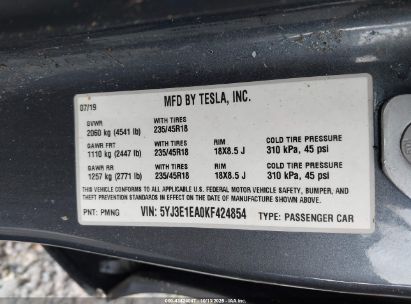 07/19 MFD BY TESLA, INC.
GVWR WITH TIRES
2060 kg (4541 lb) 235/45R18
GAWR FRT WITH TIRES RIM COLD TIRE PRESSURE
1110 kg (2447 lb) 235/45R18 18X8.5 J 310 kPa, 45 psi
GAWR RR WITH TIRES RIM COLD TIRE PRESSURE
1257 kg (2771 lb) 235/45R18 18X8.5 J 310 kPa, 45 psi
THIS VEHICLE CONFORMS TO ALL APPLICABLE U.S. FEDERAL MOTOR VEHICLE SAFETY, BUMPER, AND
THEFT PREVENTION STANDARDS IN EFFECT ON THE DATE OF MANUFACTURE SHOWN ABOVE.
PNT: PMNG VIN: 5YJ3E1EA0KF424854 TYPE: PASSENGER CAR